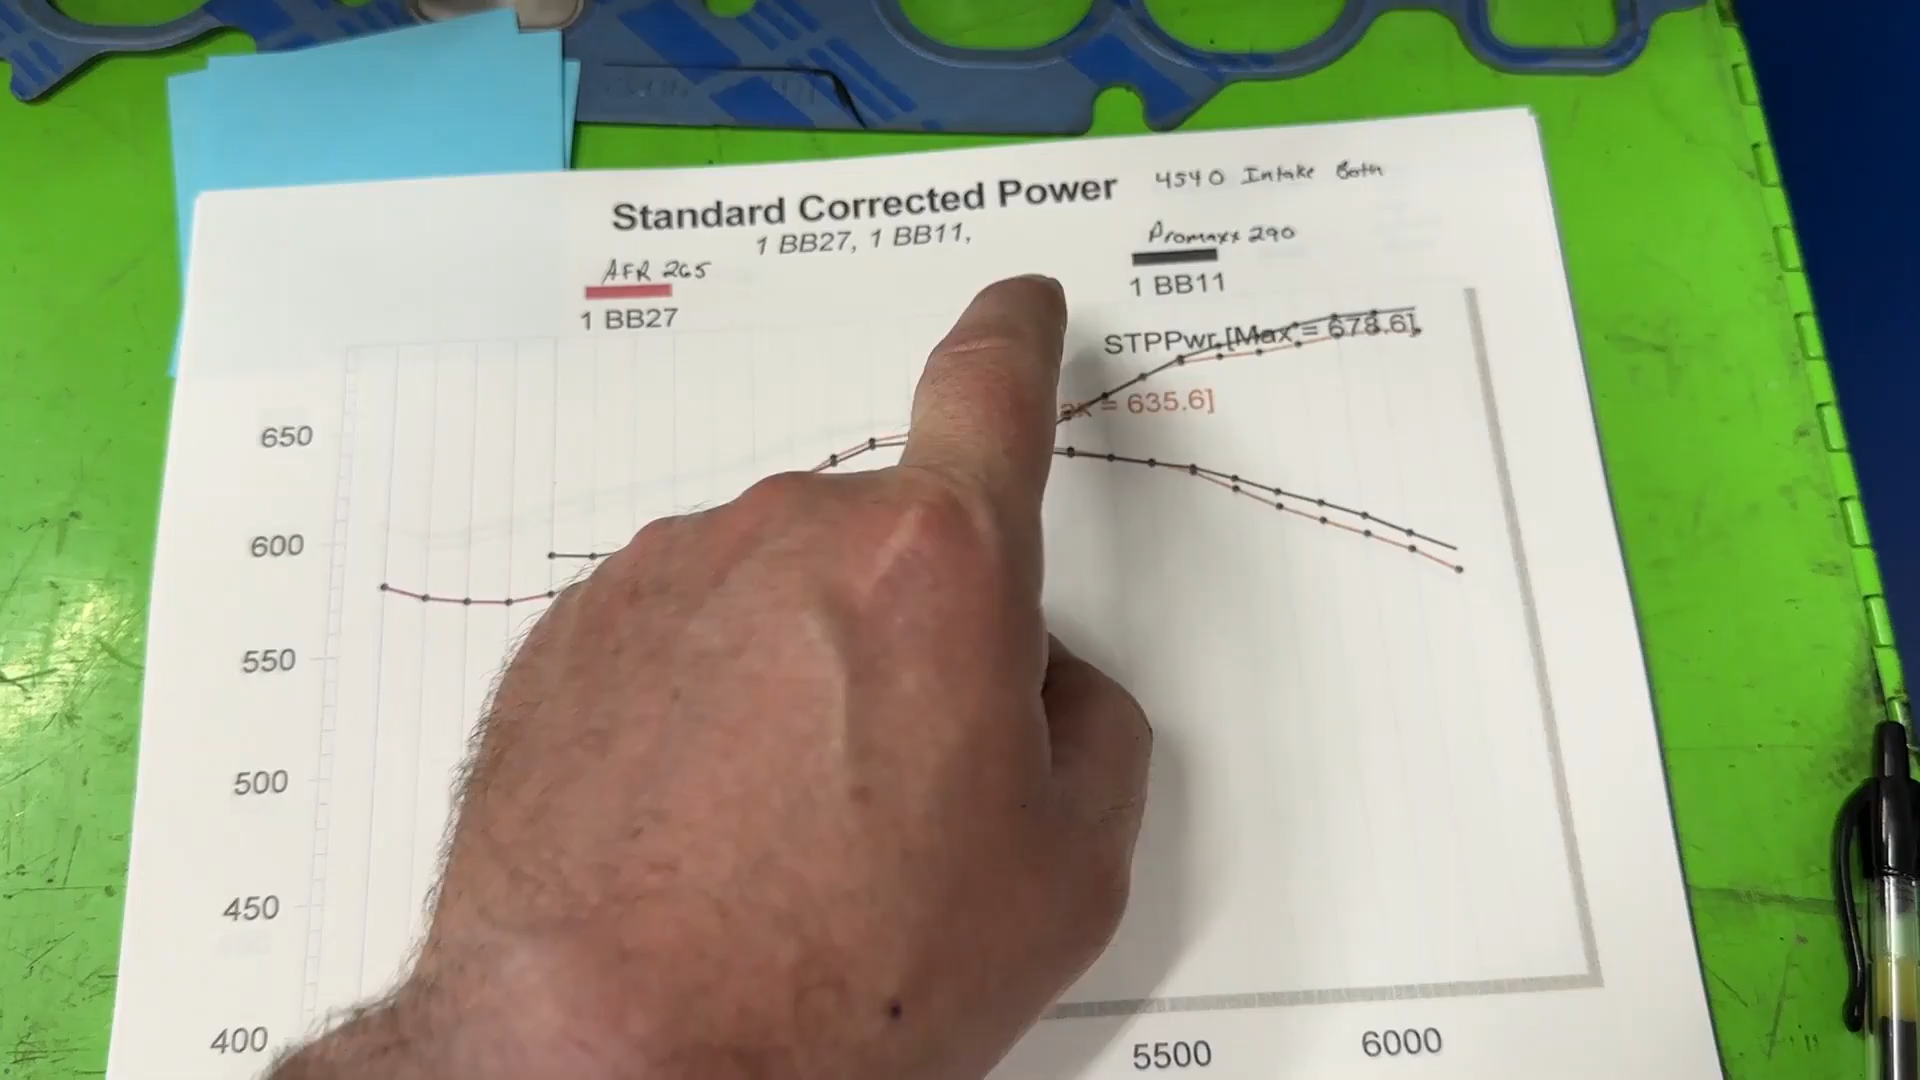 4540 Intake Both
Standard Corrected Power
1 BB27, 1 BB11,
AFR 265
Promaxx 290
1 BB27
1 BB11
STPPwr [Max = 678.6]
= 635.6]
650
600
550
500
450
400
5500
6000